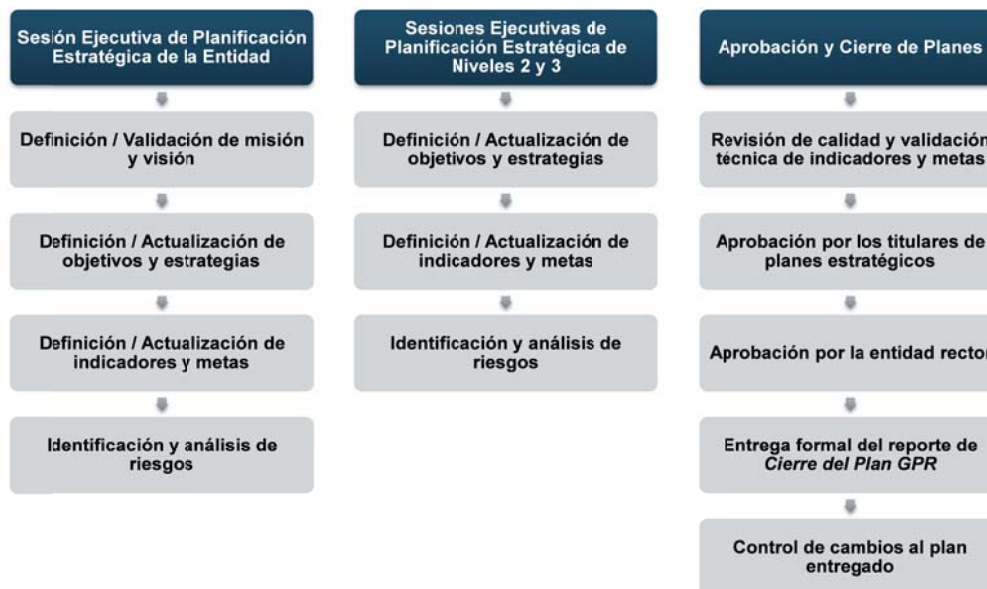 Sesión Ejecutiva de Planificación
Estratégica de la Entidad
Definición / Validación de misión
y visión
Definición / Actualización de
objetivos y estrategias
Definición / Actualización de
indicadores y metas
Identificación y análisis de
riesgos
Sesiones Ejecutivas de
Planificación Estratégica de
Niveles 2 y 3
Definición / Actualización de
objetivos y estrategias
Definición / Actualización de
indicadores y metas
Identificación y análisis de
riesgos
Aprobación y Cierre de Planes
Revisión de calidad y validación
técnica de indicadores y metas
Aprobación por los titulares de
planes estratégicos
Aprobación por la entidad rector
Entrega formal del reporte de
Cierre del Plan GPR
Control de cambios al plan
entregado